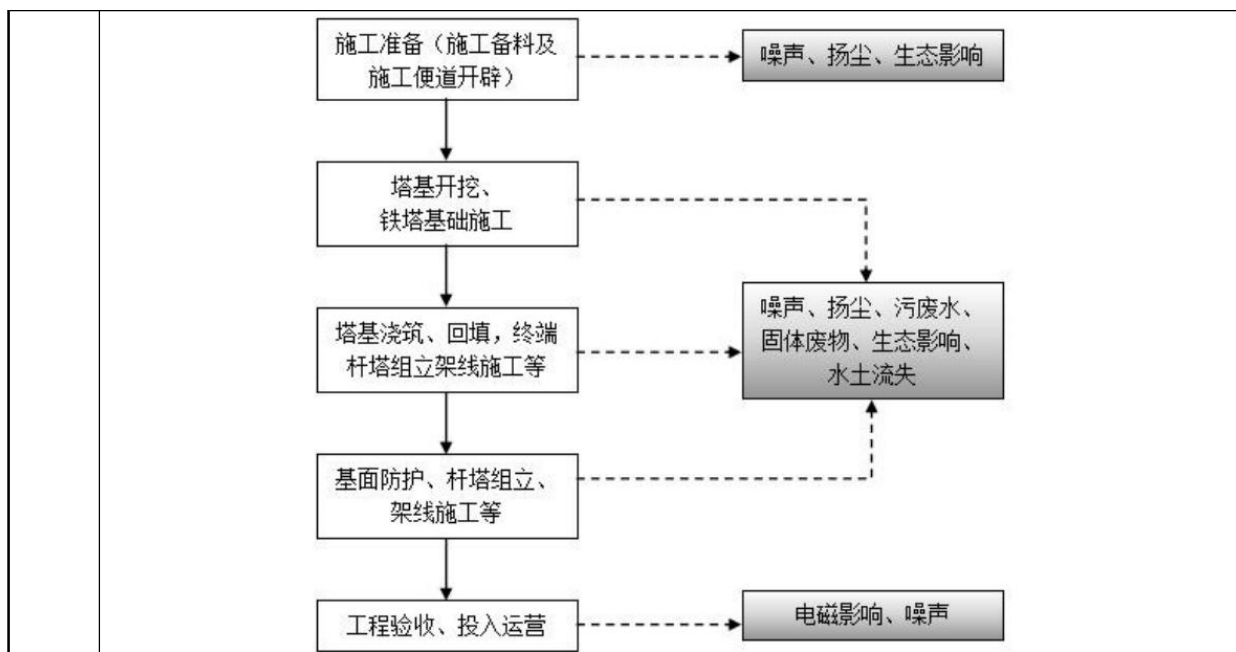 施工准备（施工备料及
施工便道开辟）
噪声、扬尘、生态影响
塔基开挖、
铁塔基础施工
塔基浇筑、回填，终端
杆塔组立架线施工等
噪声、扬尘、污废水、
固体废物、生态影响、
水土流失
基面防护、杆塔组立、
架线施工等
工程验收、投入运营
电磁影响、噪声